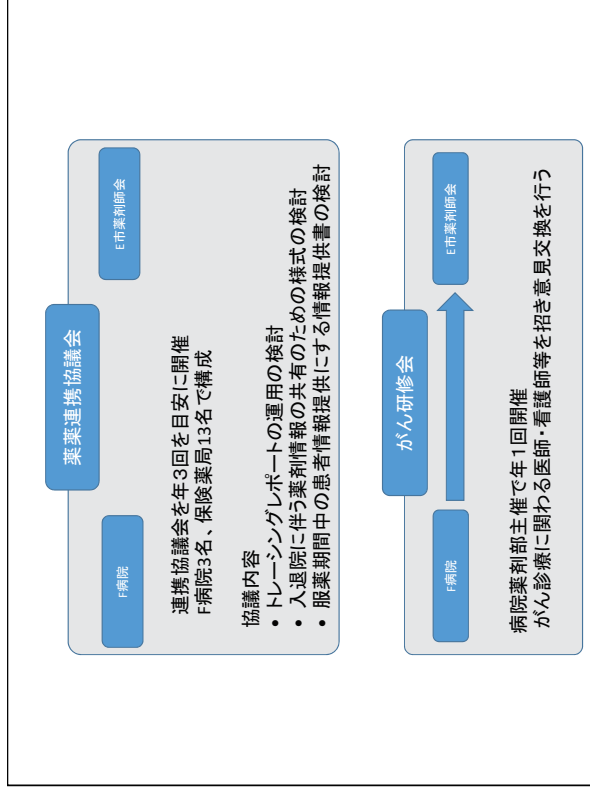 薬薬連携協議会
F病院
E市薬剤師会
連携協議会を年3回を目安に開催
F病院3名、保険薬局13名で構成
協議内容
• トレーシングレポートの運用の検討
• 入退院に伴う薬剤情報の共有のための様式の検討
• 服薬期間中の患者情報提供にする情報提供書の検討
がん研修会
F病院
E市薬剤師会
病院薬剤部主催で年1回開催
がん診療に関わる医師・看護師等を招き意見交換を行う